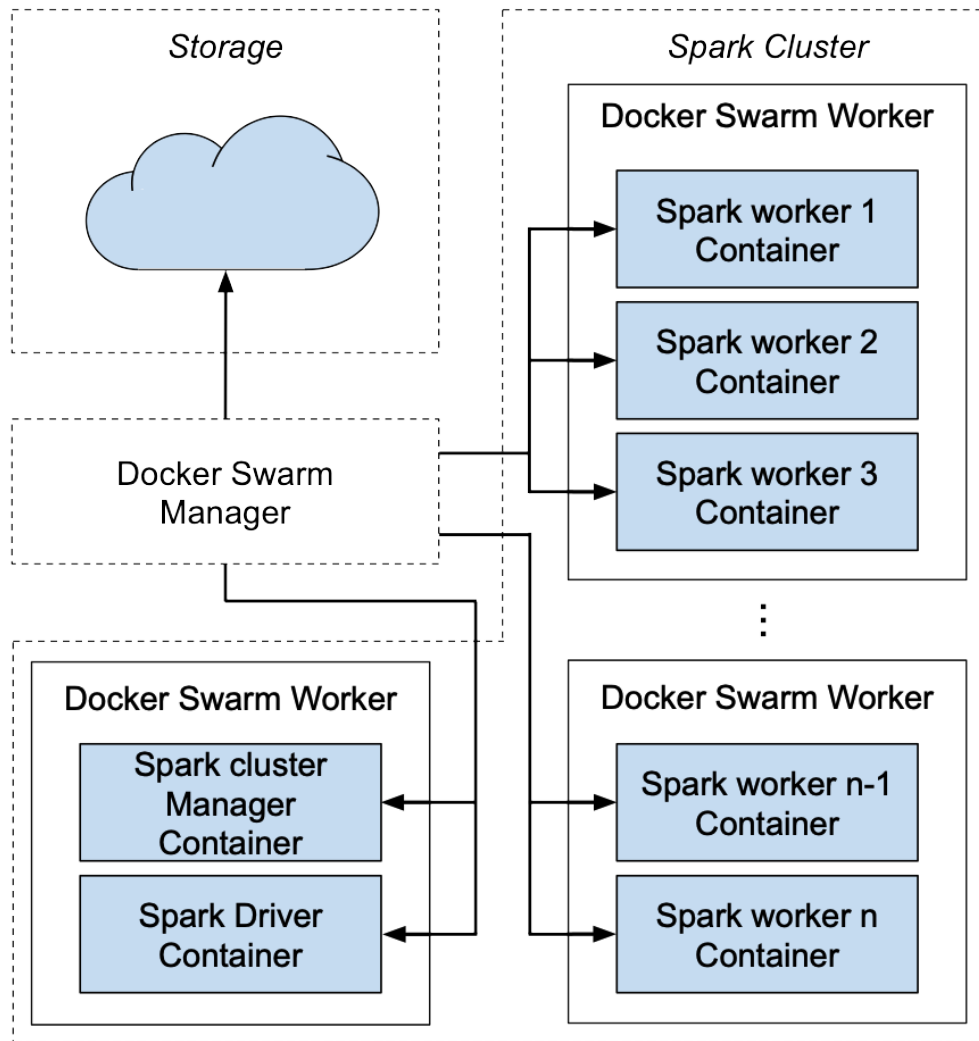 Storage
Spark Cluster
Docker Swarm Worker
Spark worker 1
Container
Spark worker 2
Container
Spark worker 3
Container
Docker Swarm
Manager
⋮
Docker Swarm Worker
Spark cluster
Manager
Container
Spark Driver
Container
Docker Swarm Worker
Spark worker n-1
Container
Spark worker n
Container